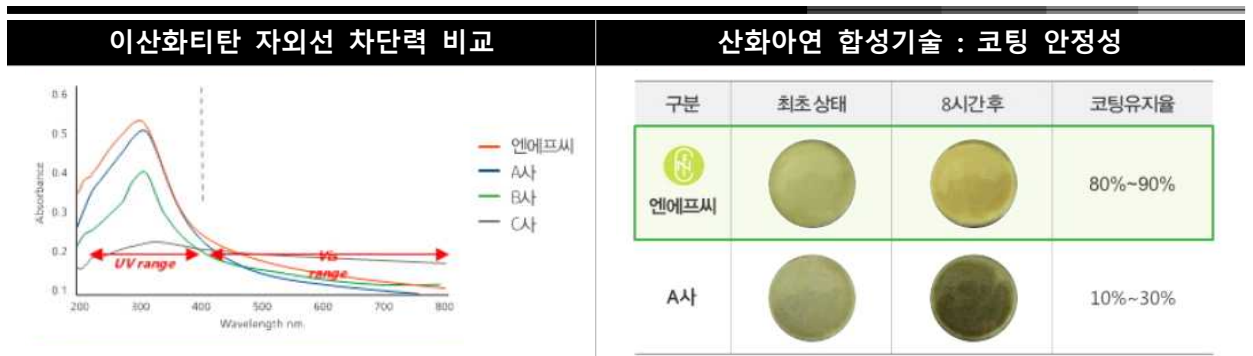 이산화티탄 자외선 차단력 비교
0.6
0.5
0.4
0.3
0.2
0.1
Absorbance
200 300 400 500 600 700 800
Wavelength nm.
UV range
Vis
range
엔에프씨
A사
B사
C사
산화아연 합성기술 : 코팅 안정성
구분 최초 상태 8시간 후 코팅유지율
엔에프씨 80%~90%
A사 10%~30%